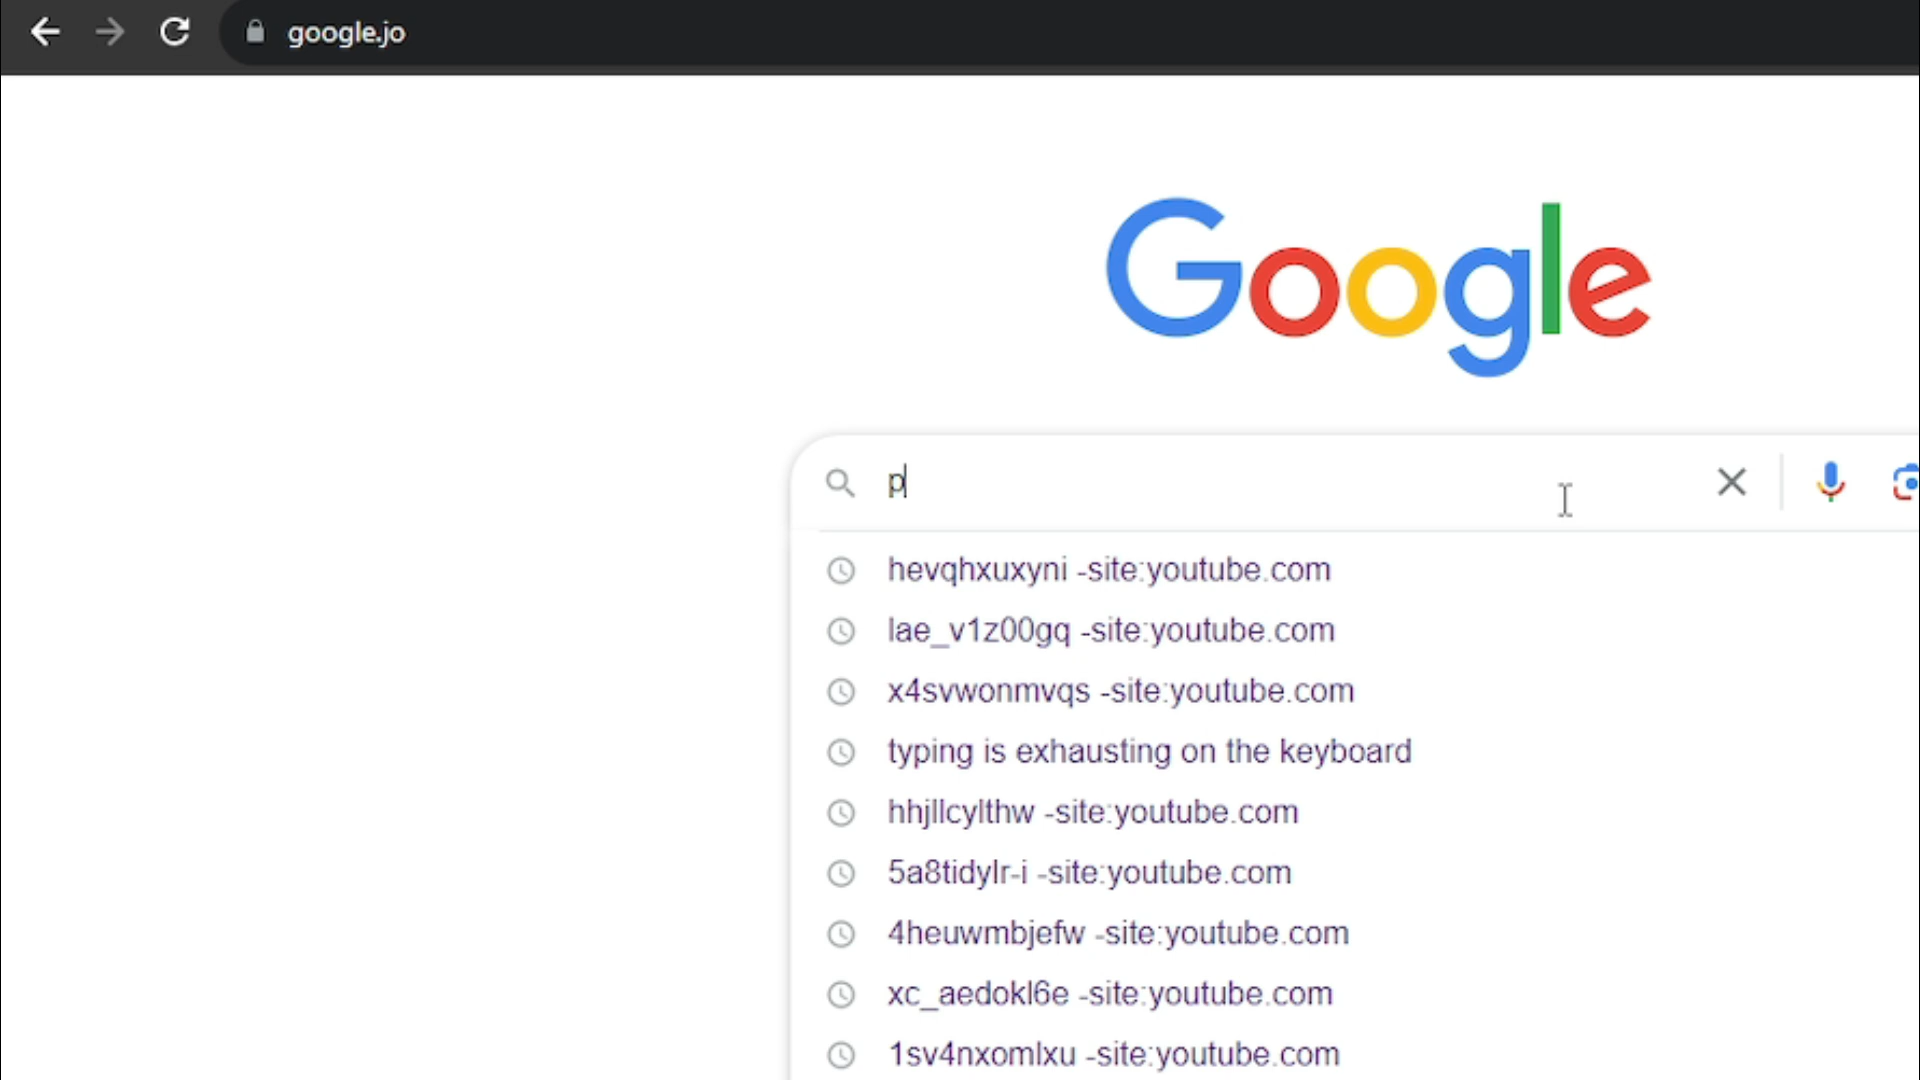 google.jo
Google
p
hevqhxuxyni -site:youtube.com
lae_v1z00gq -site:youtube.com
x4svwonmvqs -site:youtube.com
typing is exhausting on the keyboard
hhjllcylthw -site:youtube.com
5a8tidylr-i -site:youtube.com
4heuwmbjefw -site:youtube.com
xc_aedokl6e -site:youtube.com
1sv4nxomlxu -site:youtube.com